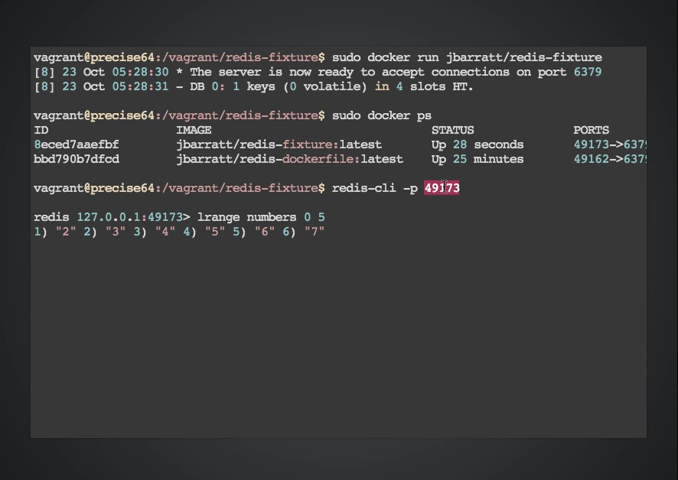 vagrant@precise64:/vagrant/redis-fixture$ sudo docker run jbarratt/redis-fixture
[8] 23 Oct 05:28:30 * The server is now ready to accept connections on port 6379
[8] 23 Oct 05:28:31 - DB 0: 1 keys (0 volatile) in 4 slots HT.
vagrant@precise64:/vagrant/redis-fixture$ sudo docker ps
ID IMAGE STATUS PORTS
8eced7aaefbf jbarratt/redis-fixture:latest Up 28 seconds 49173->637
bbd790b7dfcd jbarratt/redis-dockerfile:latest Up 25 minutes 49162->637
vagrant@precise64:/vagrant/redis-fixture$ redis-cli -p 49173
redis 127.0.0.1:49173> lrange numbers 0 5
1) "2" 2) "3" 3) "4" 4) "5" 5) "6" 6) "7"